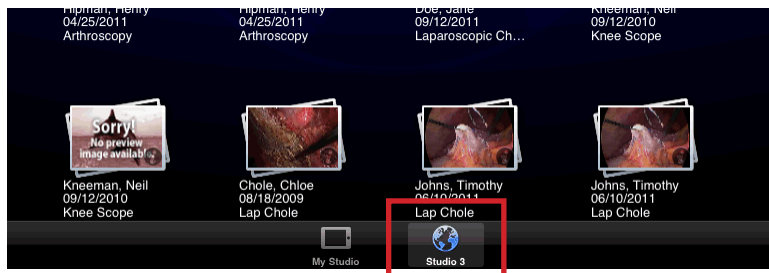 Hipman, Henry
04/25/2011
Arthroscopy
Hipman, Henry
04/25/2011
Arthroscopy
Doe, Jane
09/12/2011
Laparoscopic Ch…
Kneeman, Neil
09/12/2010
Knee Scope
Sorry!
No preview
image available
Kneeman, Neil
09/12/2010
Knee Scope
Chole, Chloe
08/18/2009
Lap Chole
Johns, Timothy
06/10/2011
Lap Chole
Johns, Timothy
06/10/2011
Lap Chole
My Studio
Studio 3